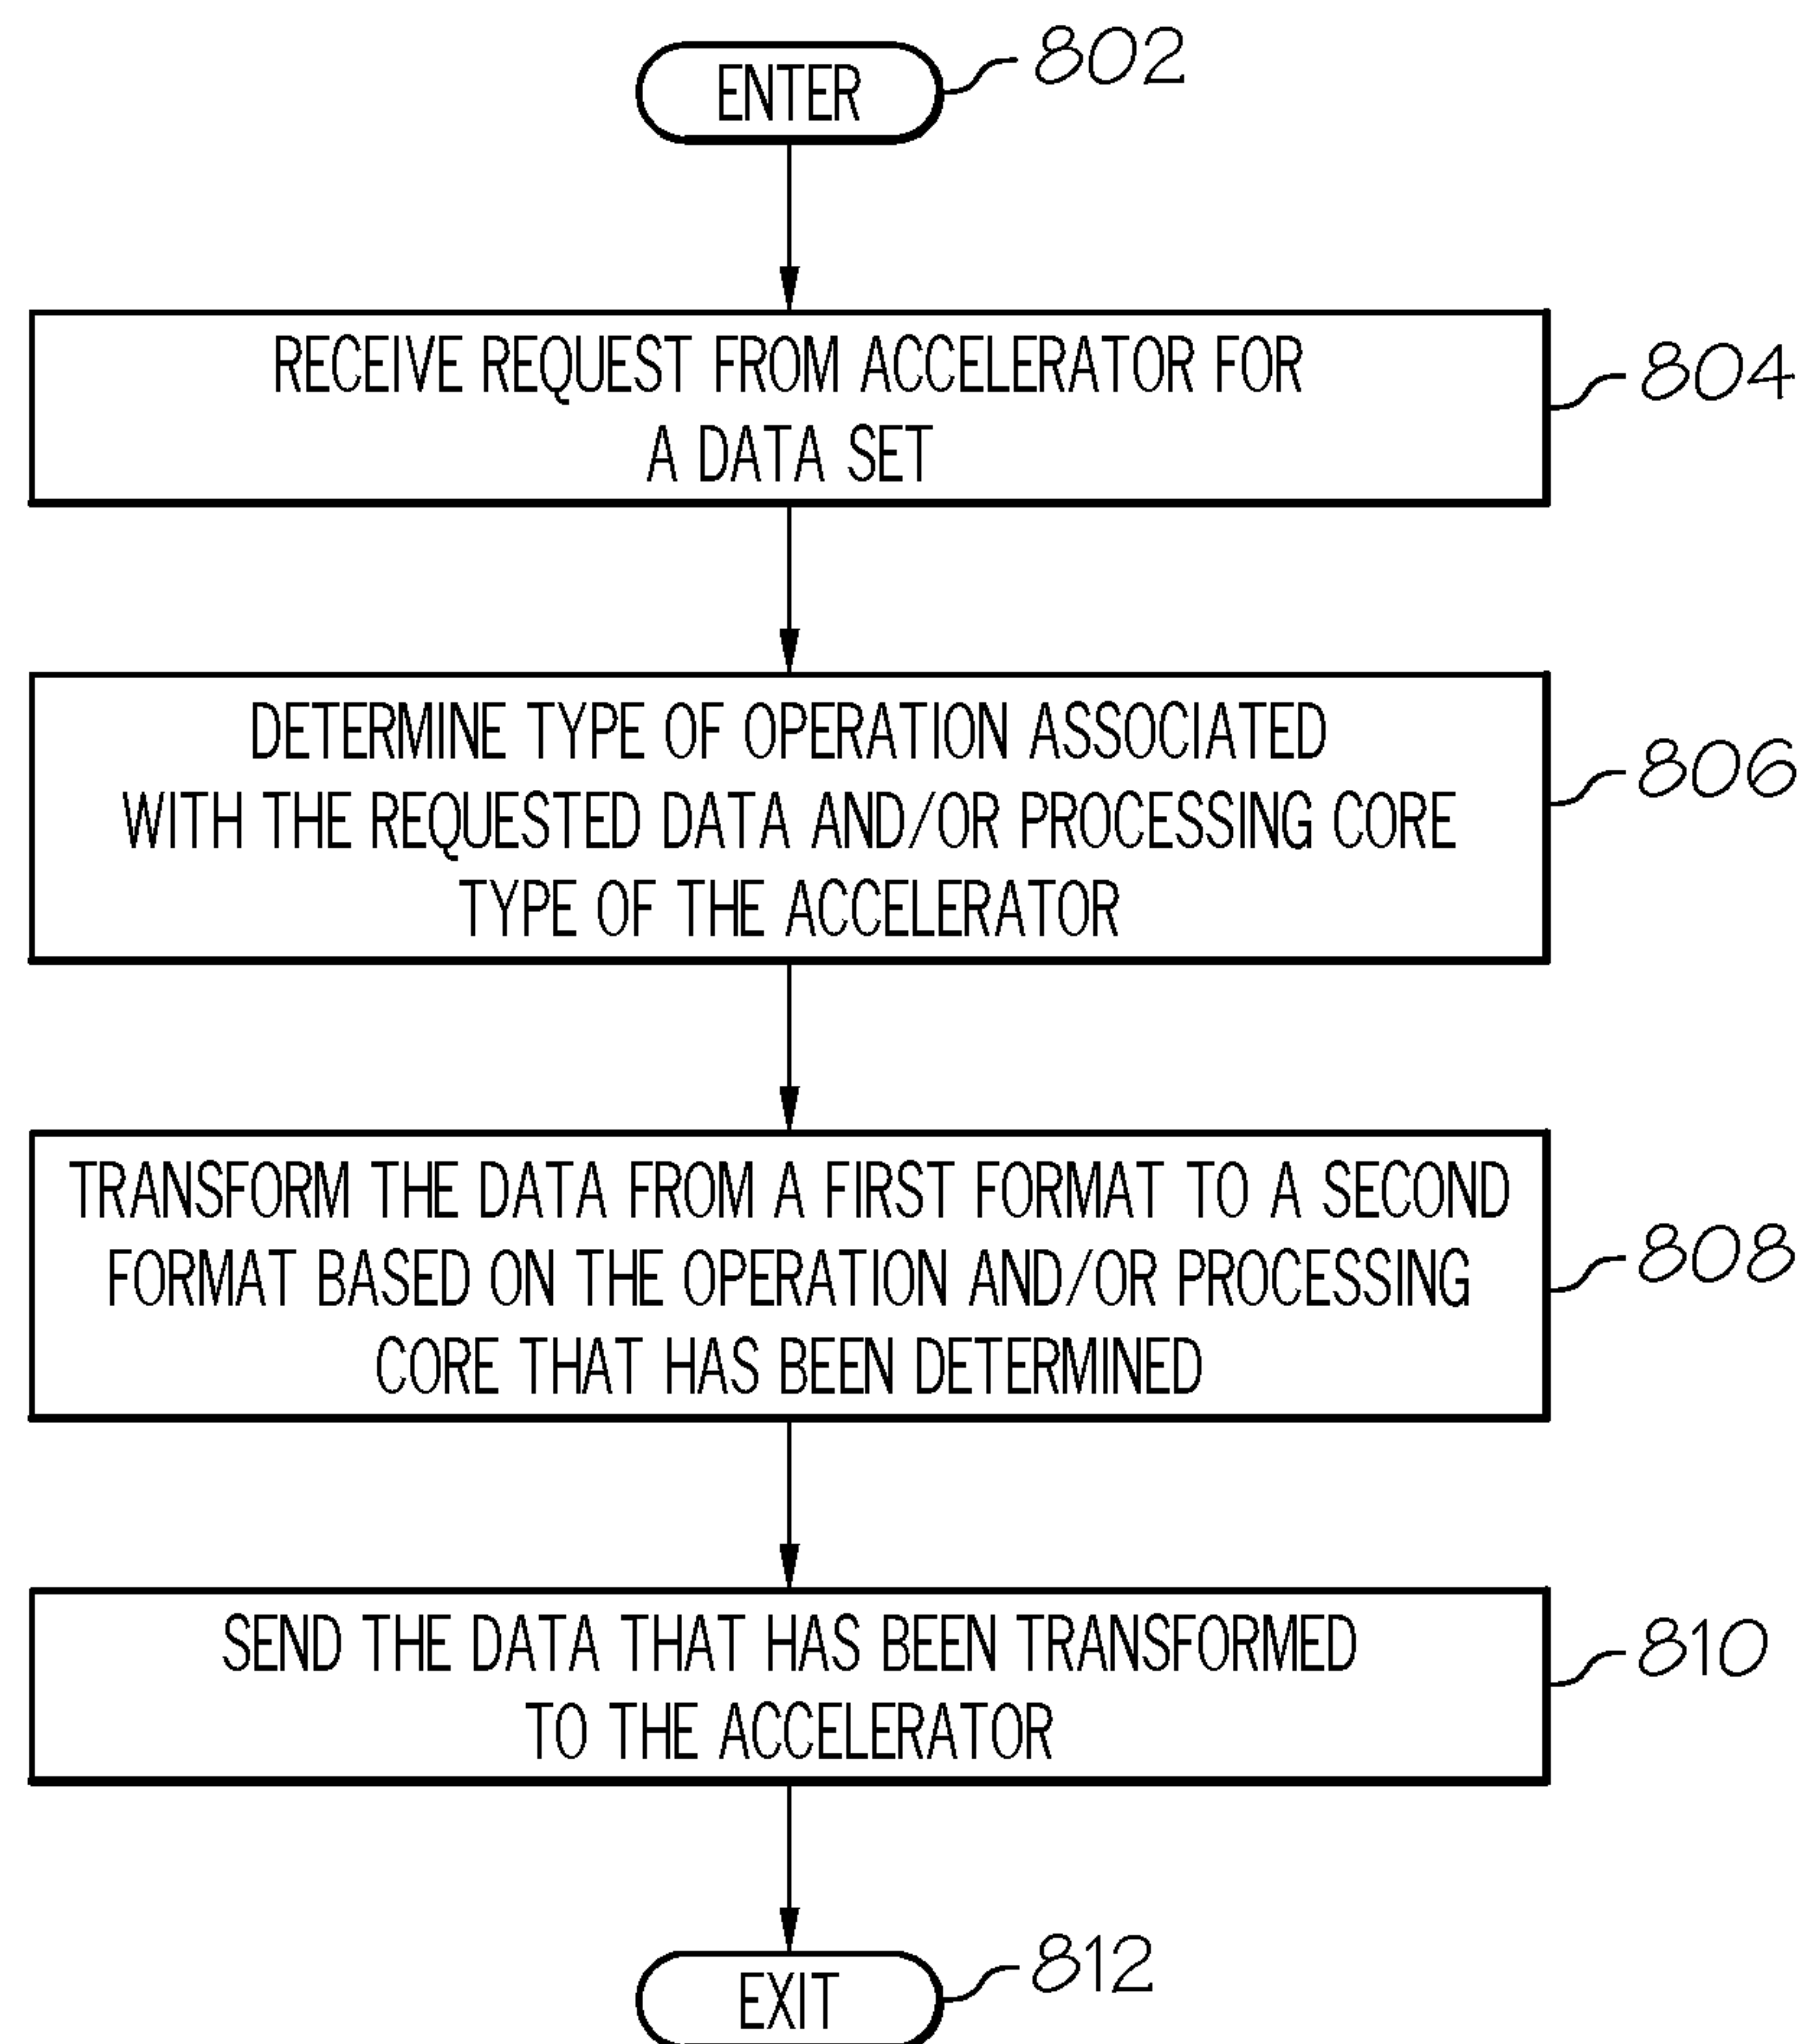 ENTER
802
RECEIVE REQUEST FROM ACCELERATOR FOR
A DATA SET
804
DETERMINE TYPE OF OPERATION ASSOCIATED
WITH THE REQUESTED DATA AND/OR PROCESSING CORE
TYPE OF THE ACCELERATOR
806
TRANSFORM THE DATA FROM A FIRST FORMAT TO A SECOND
FORMAT BASED ON THE OPERATION AND/OR PROCESSING
CORE THAT HAS BEEN DETERMINED
808
SEND THE DATA THAT HAS BEEN TRANSFORMED
TO THE ACCELERATOR
810
EXIT
812